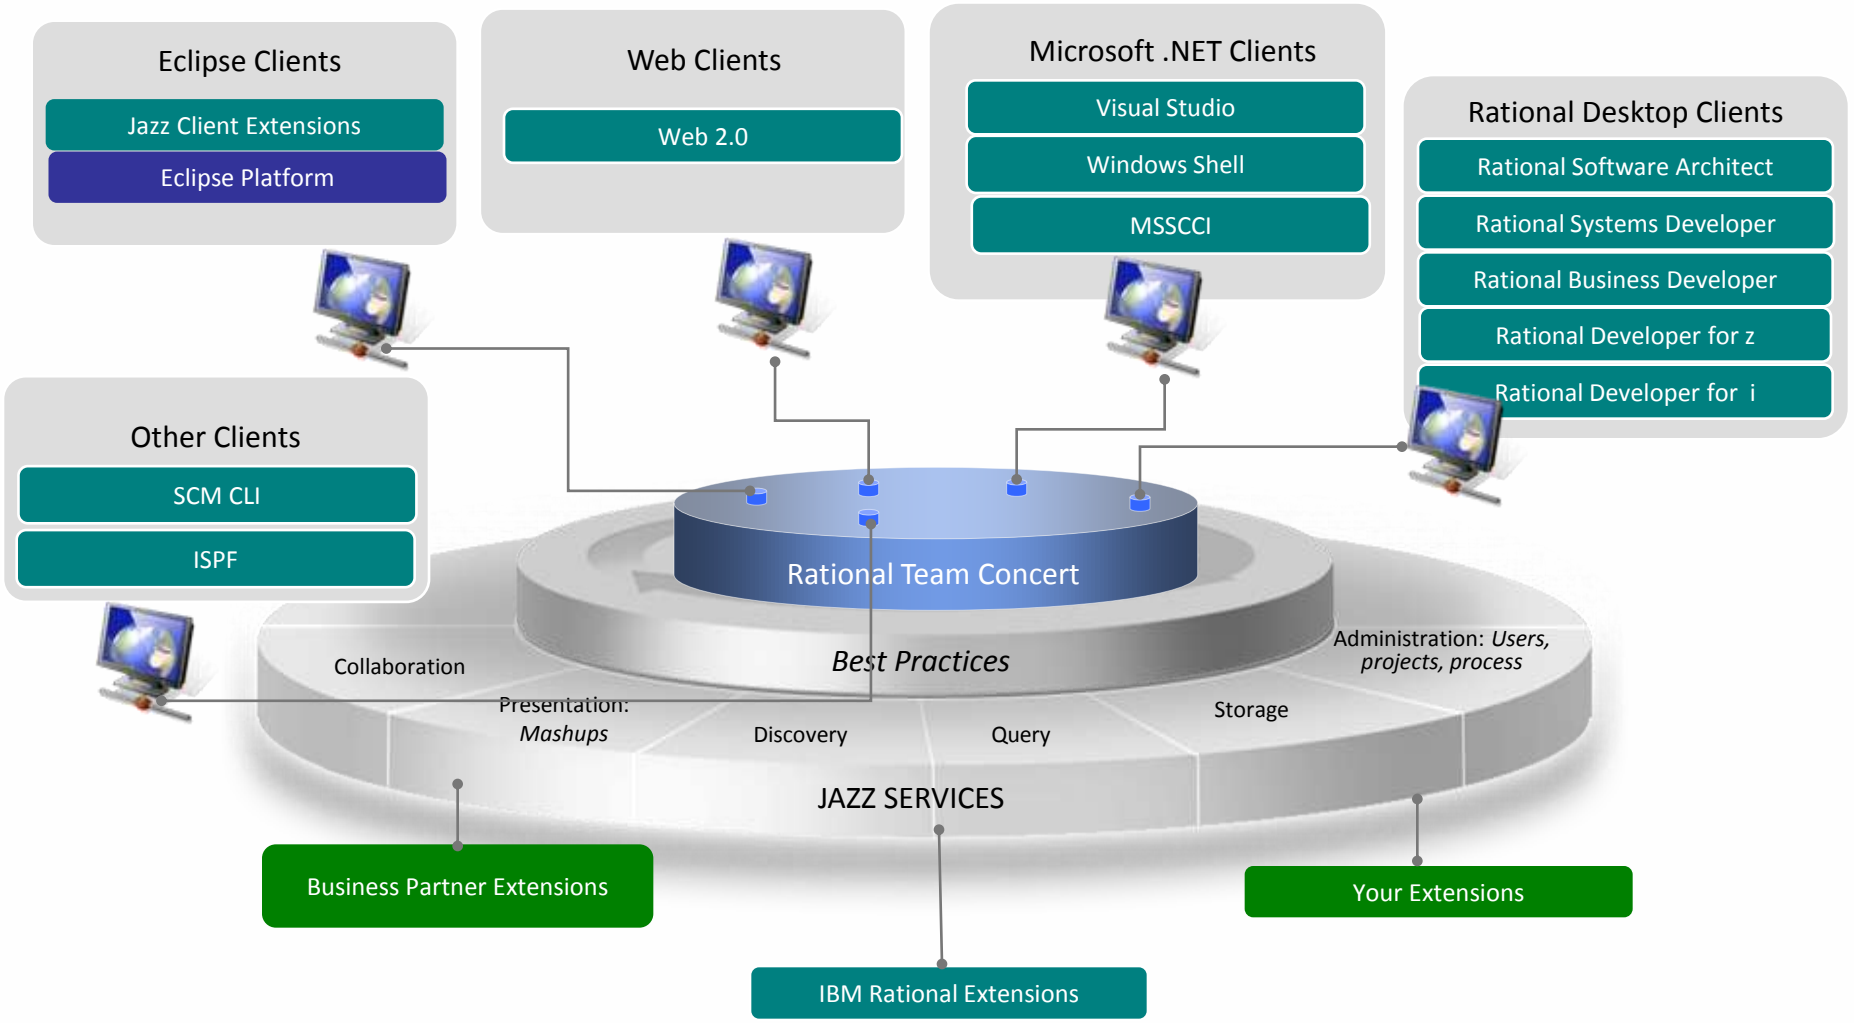 Eclipse Clients
Jazz Client Extensions
Eclipse Platform
Web Clients
Web 2.0
Microsoft .NET Clients
Visual Studio
Windows Shell
MSSCCI
Rational Desktop Clients
Rational Software Architect
Rational Systems Developer
Rational Business Developer
Rational Developer for z
Rational Developer for i
Other Clients
SCM CLI
ISPF
Rational Team Concert
Best Practices
Collaboration
Presentation:
Mashups
Discovery
Query
Storage
Administration: Users,
projects, process
JAZZ SERVICES
Business Partner Extensions
Your Extensions
IBM Rational Extensions